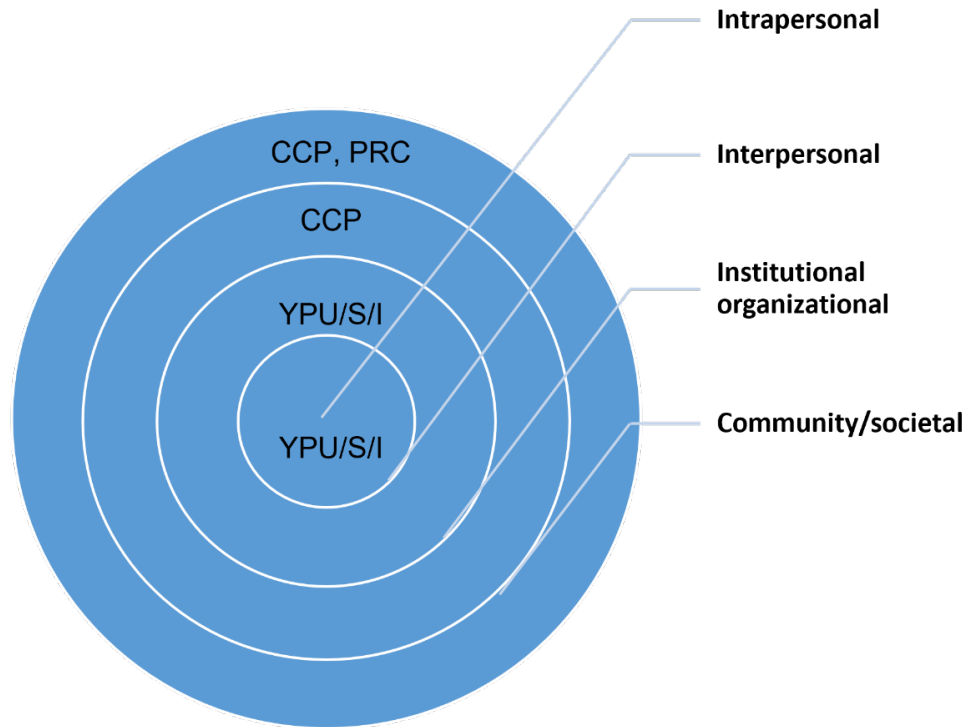 Intrapersonal
CCP, PRC
Interpersonal
CCP
Institutional
organizational
YPU/S/I
Community/societal
YPU/S/I